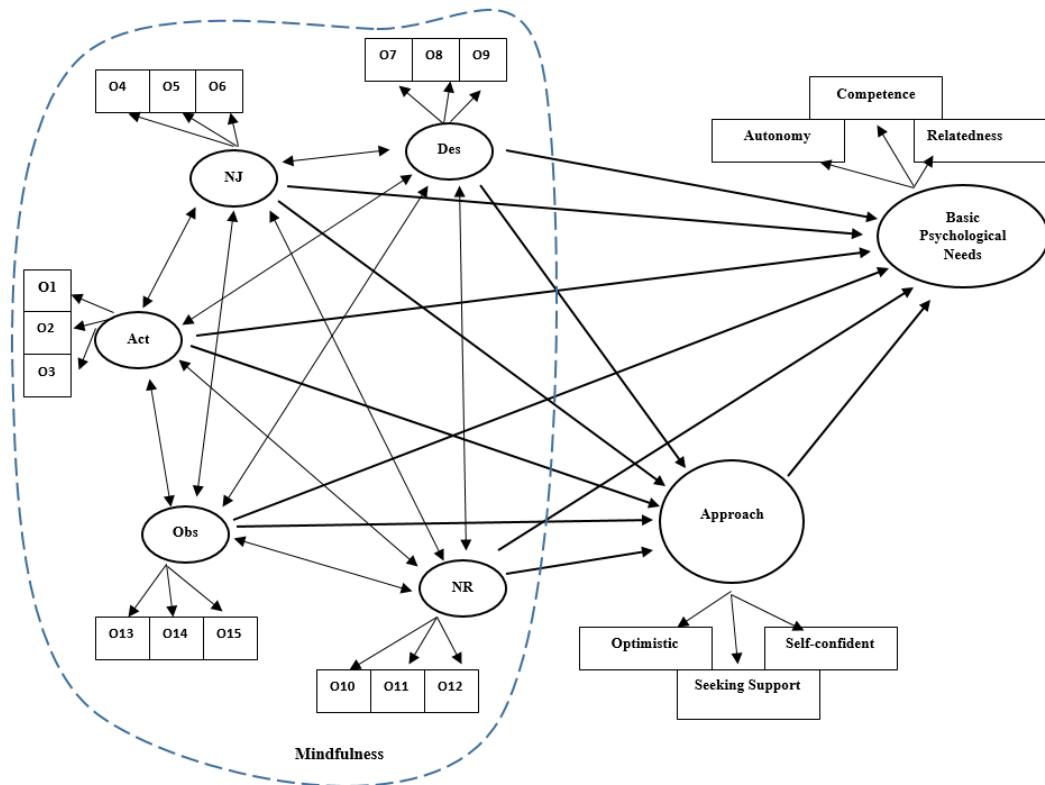 O7 O8 O9
O4 O5 O6
Competence
Autonomy
Relatedness
Des
NJ
Basic
Psychological
Needs
O1
O2
O3
Act
Approach
Obs
NR
O13 O14 O15
Optimistic
Self-confident
Seeking Support
O10 O11 O12
Mindfulness